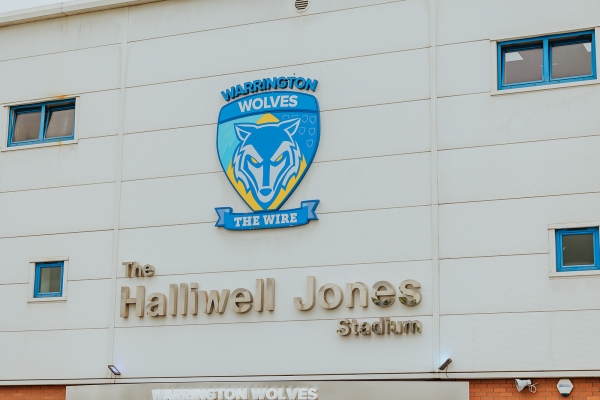 WARRINGTON
WOLVES
THE WIRE
The
Halliwell Jones
Stadium
WARRINGTON WOLVES